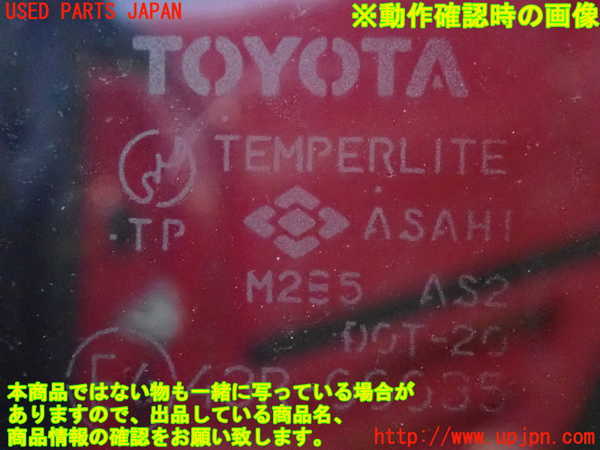 USED PARTS JAPAN
※動作確認時の画像
TOYOTA
TEMPERLITE
TP
ASAHI
M2E5 AS2
DOT-20
本商品ではない物も一緒に写っている場合が
ありますので、出品している商品名、
商品情報の確認をお願い致します。
http://www.upjpn.com